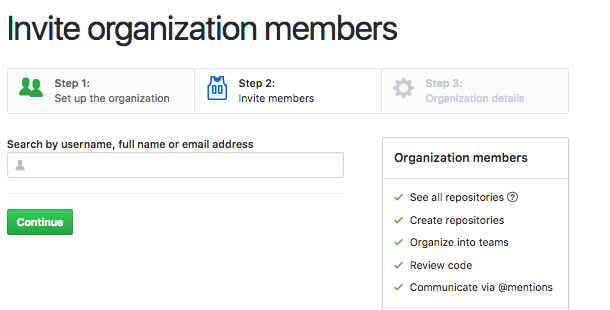 Invite organization members
Step 1:
Set up the organization
Step 2:
Invite members
Step 3:
Organization details
Search by username, full name or email address
Continue
Organization members
See all repositories
Create repositories
Organize into teams
Review code
Communicate via @mentions